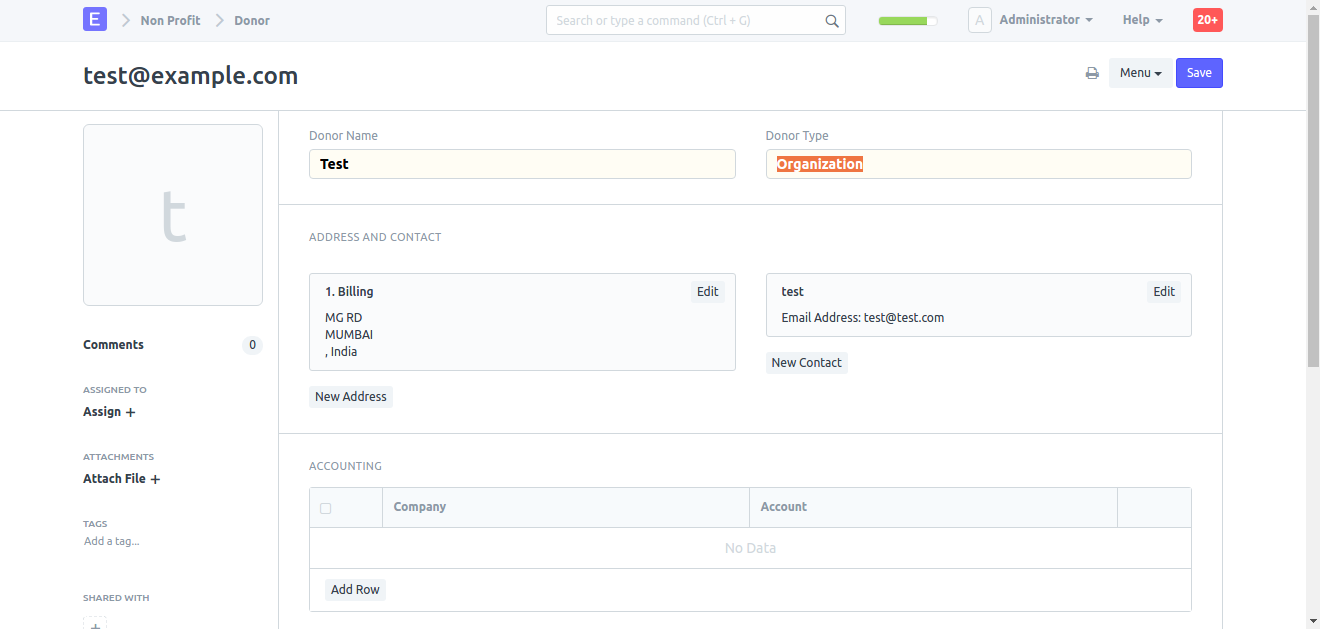 E Non Profit Donor Search or type a command (Ctrl + G) A Administrator Help 20+
test@example.com Menu Save
t
Comments 0
ASSIGNED TO
Assign +
ATTACHMENTS
Attach File +
TAGS
Add a tag...
SHARED WITH
+
Donor Name Donor Type
Test Organization
ADDRESS AND CONTACT
1. Billing Edit
MG RD
MUMBAI
, India
New Address
test Edit
Email Address: test@test.com
New Contact
ACCOUNTING
Company Account
No Data
Add Row